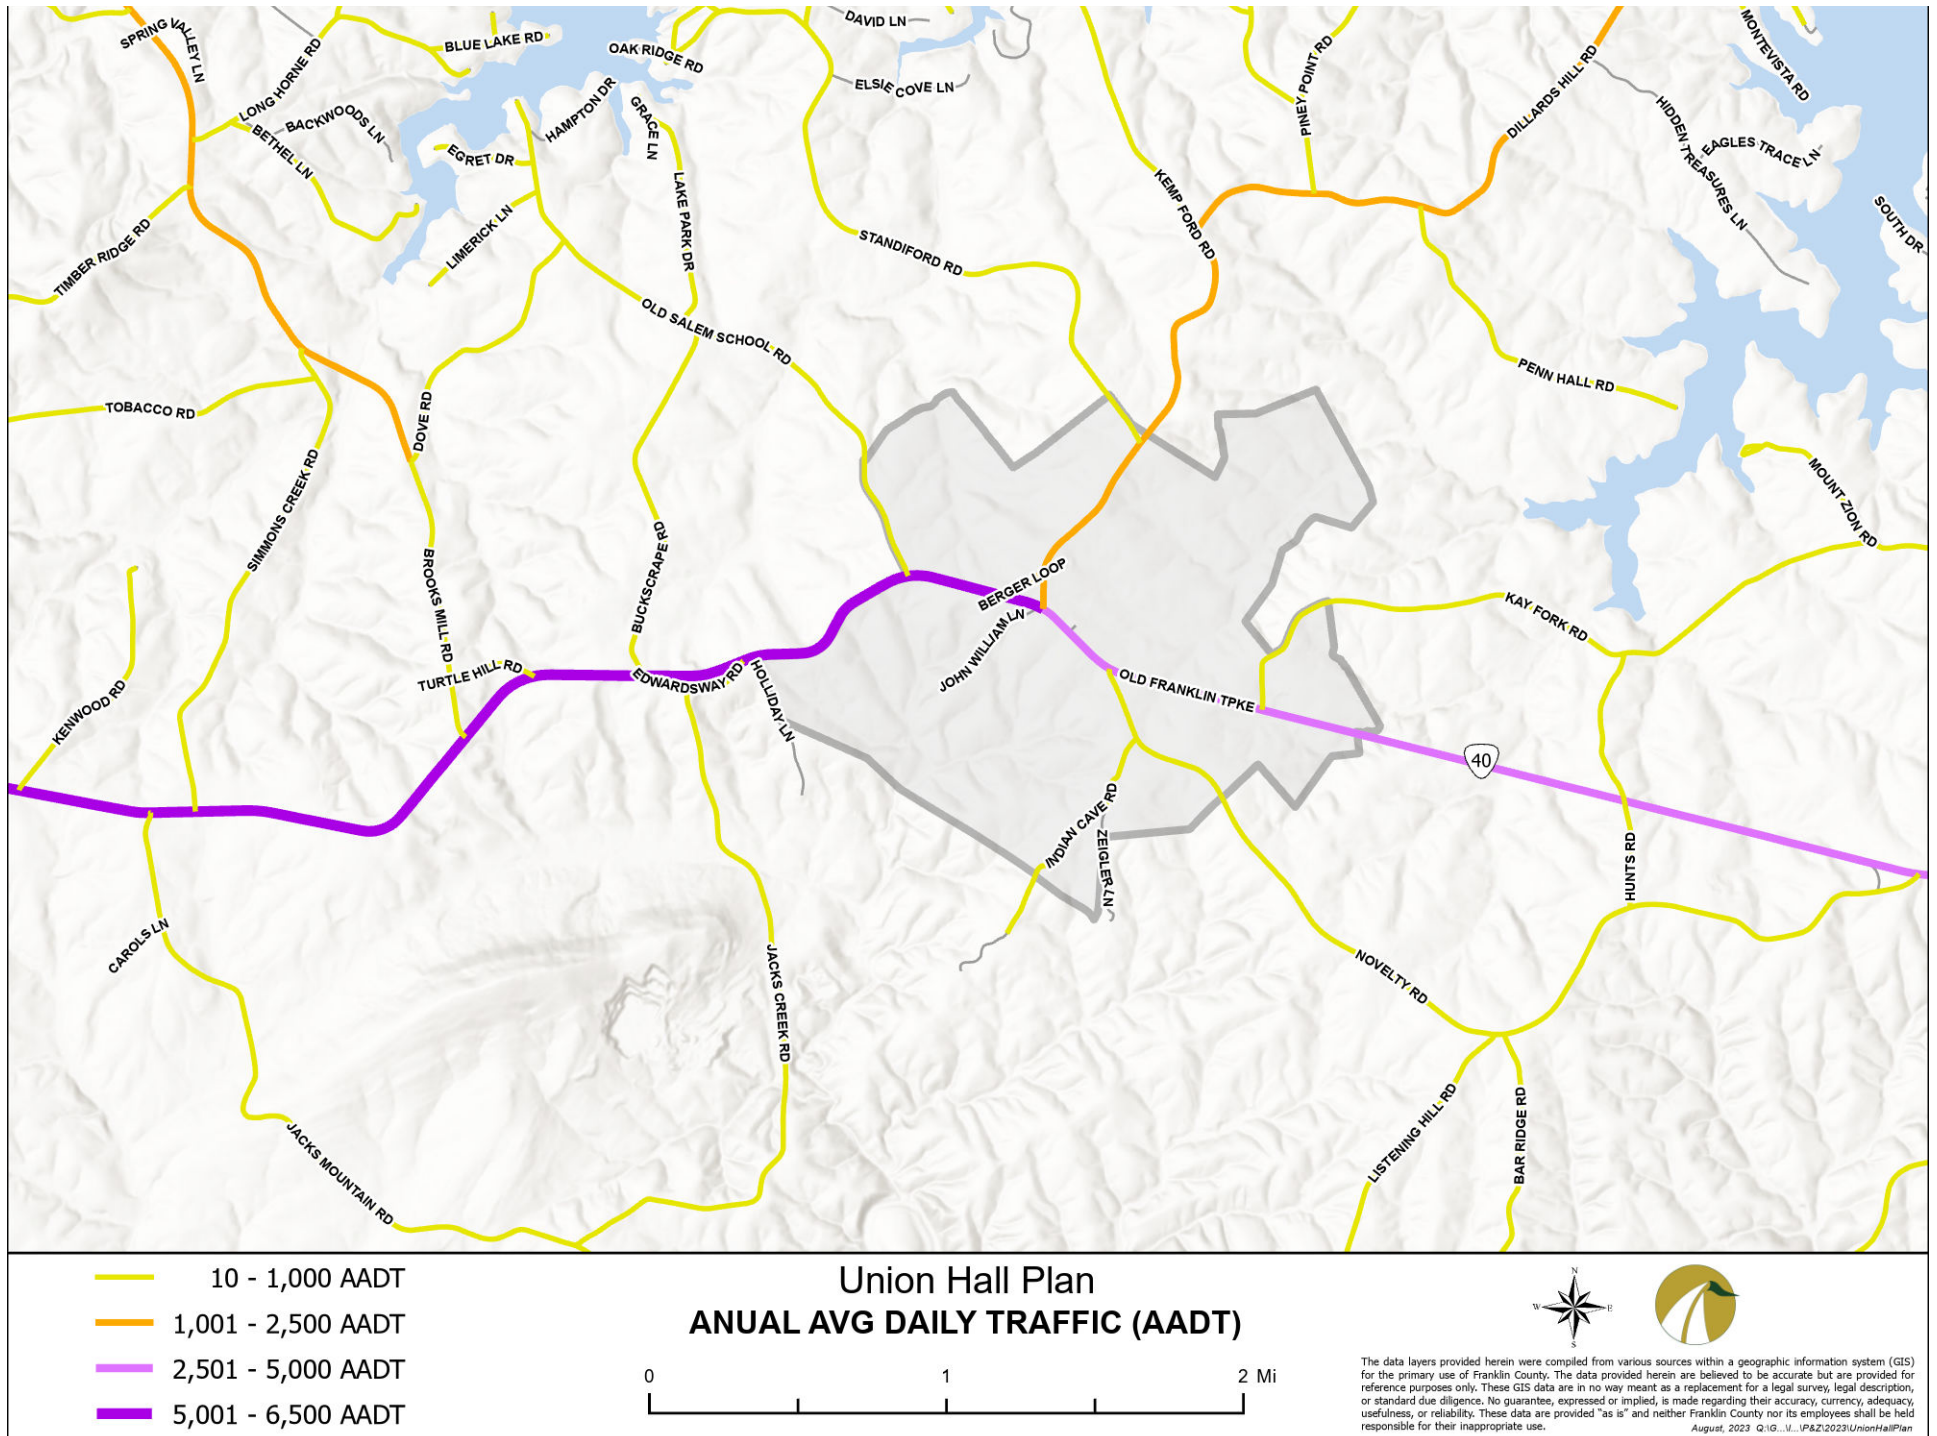 SPRING VALLEY LN
LONG HORNE RD
BLUE LAKE RD
OAK RIDGE RD
DAVID LN
ELSIE COVE LN
PINEY POINT RD
DILLARDS HILL RD
MONTEVISTA RD
HIDDEN TREASURES LN
EAGLES TRACE LN
SOUTH DR
BACKWOODS LN
BETHEL LN
HAMPTON DR
GRACE LN
EGRET DR
LIMERICK LN
LAKE PARK DR
KEMP FORD RD
STANDIFORD RD
TIMBER RIDGE RD
OLD SALEM SCHOOL RD
PENN HALL RD
TOBACCO RD
DOVE RD
SIMMONS CREEK RD
MOUNT ZION RD
BROOKS MILL RD
BUCKSCRAPE RD
BERGER LOOP
JOHN WILLIAM LN
KAY FORK RD
TURTLE HILL RD
EDWARDSWAY RD
HOLLIDAY LN
OLD FRANKLIN TPKE
KENWOOD RD
40
INDIAN CAVE RD
ZEIGLER LN
HUNTS RD
CAROLS LN
JACKS CREEK RD
NOVELTY RD
LISTENING HILL RD
BAR RIDGE RD
JACKS MOUNTAIN RD
10 - 1,000 AADT
1,001 - 2,500 AADT
2,501 - 5,000 AADT
5,001 - 6,500 AADT
Union Hall Plan
ANUAL AVG DAILY TRAFFIC (AADT)
0 1 2 Mi
N
W E
S
The data layers provided herein were compiled from various sources within a geographic information system (GIS)
for the primary use of Franklin County. The data provided herein are believed to be accurate but are provided for
reference purposes only. These GIS data are in no way meant as a replacement for a legal survey, legal description,
or standard due diligence. No guarantee, expressed or implied, is made regarding their accuracy, currency, adequacy,
usefulness, or reliability. These data are provided "as is" and neither Franklin County nor its employees shall be held
responsible for their inappropriate use.
August, 2023 Q:\G...\I...\P&Z\2023\UnionHallPlan